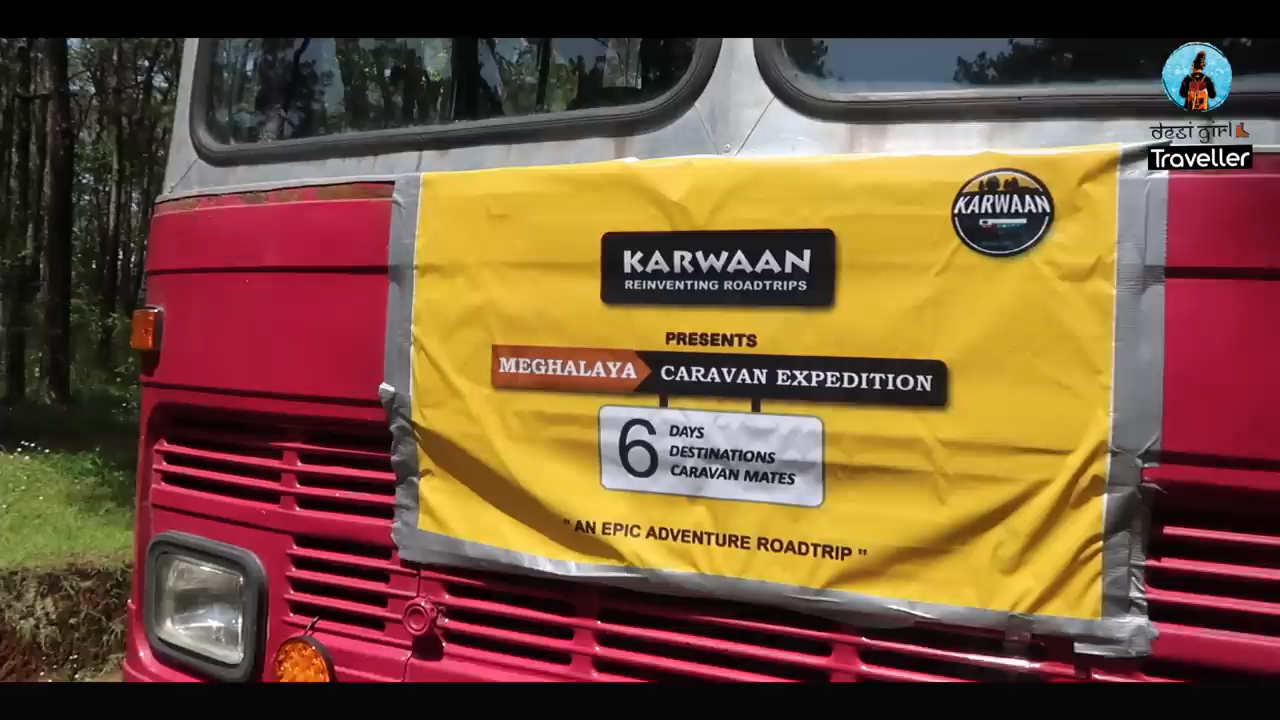 desi girl
Traveller
KARWAAN
KARWAAN
REINVENTING ROADTRIPS
PRESENTS
MEGHALAYA CARAVAN EXPEDITION
6 DAYS
DESTINATIONS
CARAVAN MATES
" AN EPIC ADVENTURE ROADTRIP "